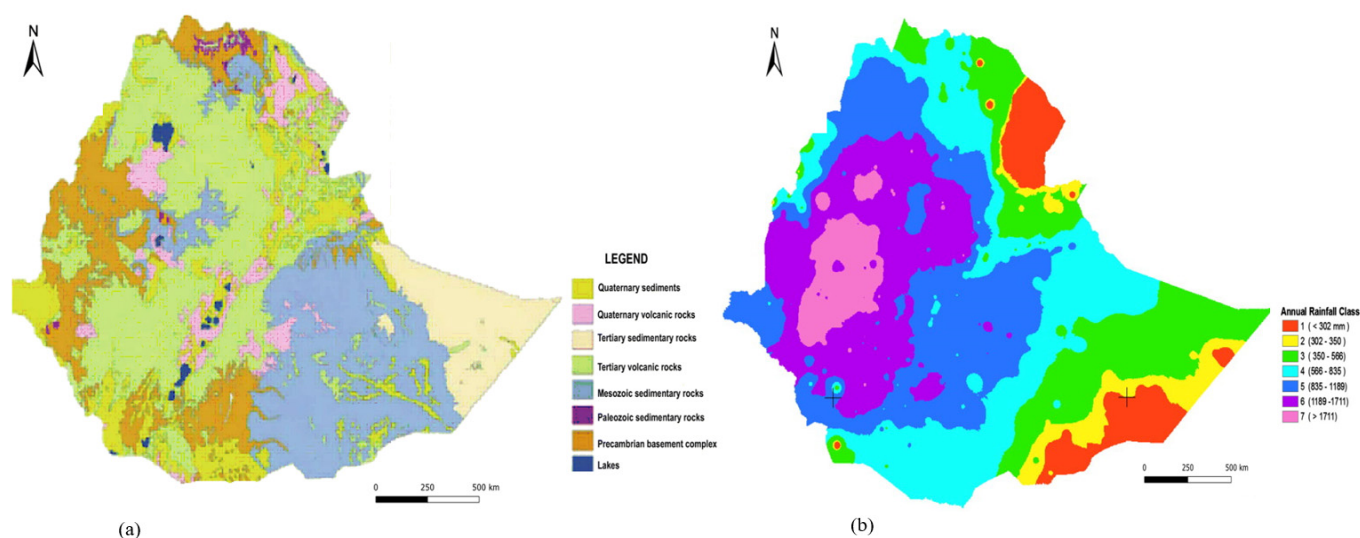 N
LEGEND
Quaternary sediments
Quaternary volcanic rocks
Tertiary sedimentary rocks
Tertiary volcanic rocks
Mesozoic sedimentary rocks
Paleozoic sedimentary rocks
Precambrian basement complex
Lakes
0 250 500 km
(a)
N
Annual Rainfall Class
1 ( < 302 mm )
2 (302 - 350)
3 (350 - 566)
4 (566 - 835)
5 (835 - 1189)
6 (1189 -1711)
7 (> 1711)
0 250 500 km
(b)